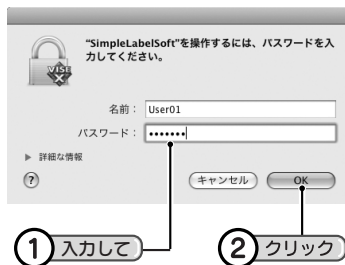 "SimpleLabelSoft"を操作するには、パスワードを入
力してください。
VISE
X
名前： User01
パスワード： •••••••
▶ 詳細な情報
? キャンセル OK
1 入力して
2 クリック